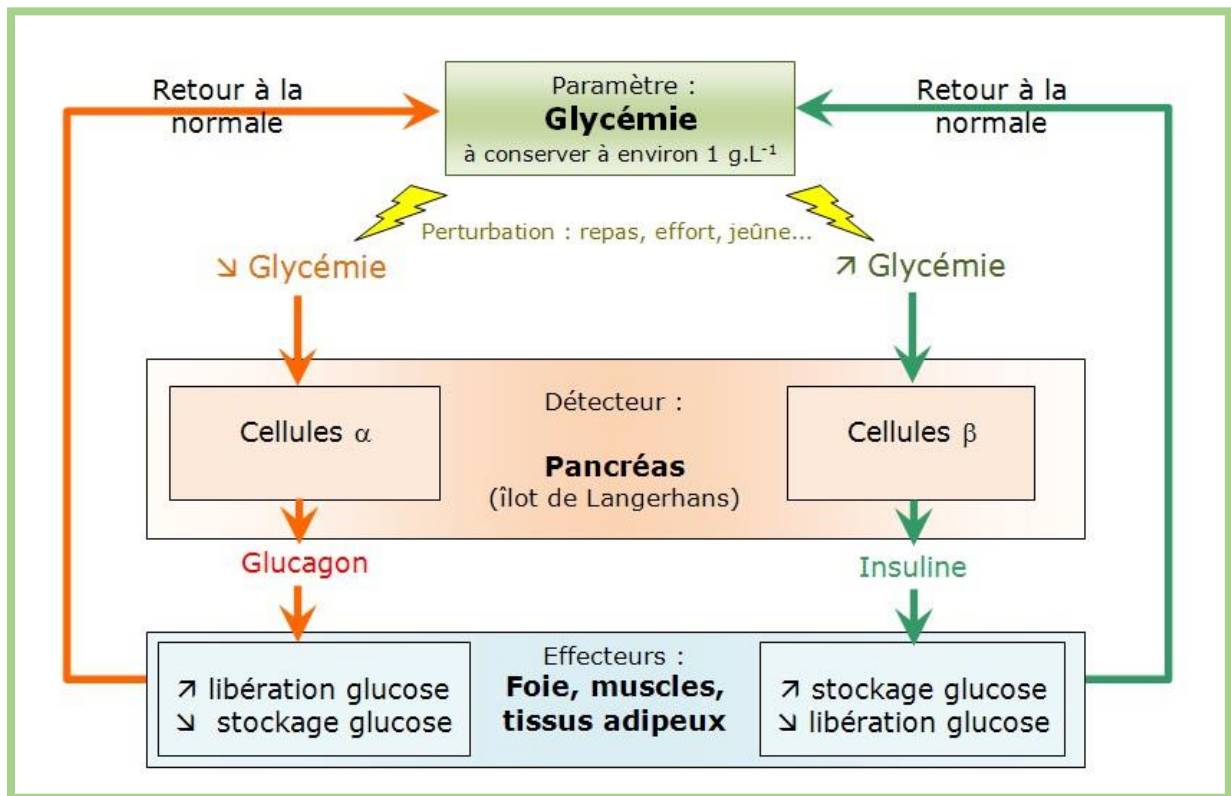 Retour à la
normale
Paramètre :
Glycémie
à conserver à environ 1 g.L⁻¹
Retour à la
normale
Perturbation : repas, effort, jeûne...
↘ Glycémie
↗ Glycémie
Cellules α
Détecteur :
Pancréas
(îlot de Langerhans)
Cellules β
Glucagon
Insuline
↗ libération glucose
↘ stockage glucose
Effecteurs :
Foie, muscles,
tissus adipeux
↗ stockage glucose
↘ libération glucose